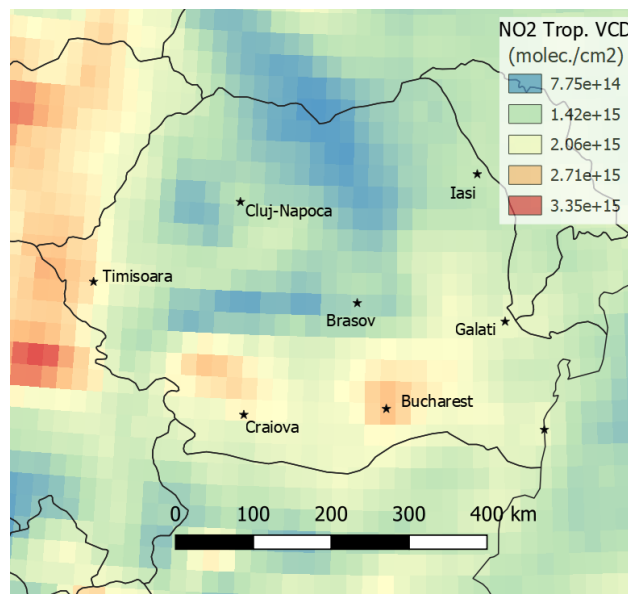 NO2 Trop. VCD
(molec./cm2)
7.75e+14
1.42e+15
2.06e+15
2.71e+15
3.35e+15
Iasi
Cluj-Napoca
Timisoara
Brasov
Galati
Bucharest
Craiova
0 100 200 300 400 km